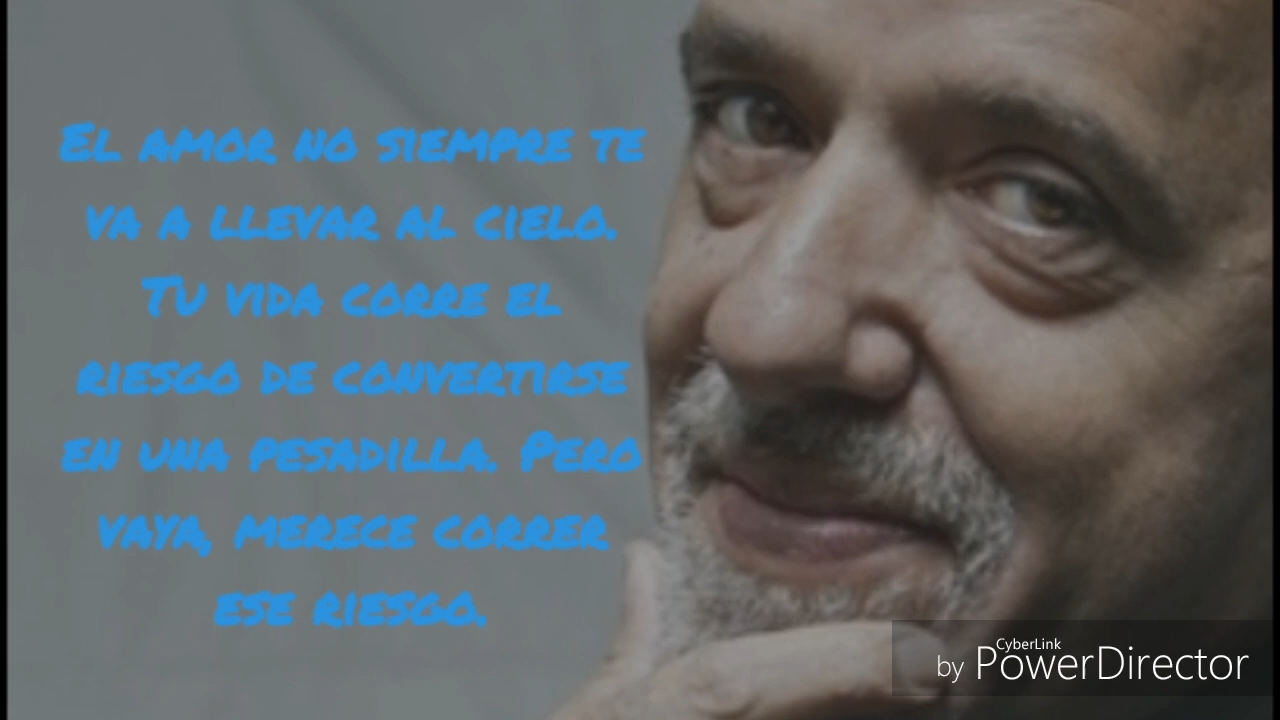 El amor no siempre te
va a llevar al cielo.
Tu vida corre el
riesgo de convertirse
en una pesadilla. Pero
vaya, merece correr
ese riesgo.
CyberLink
by PowerDirector